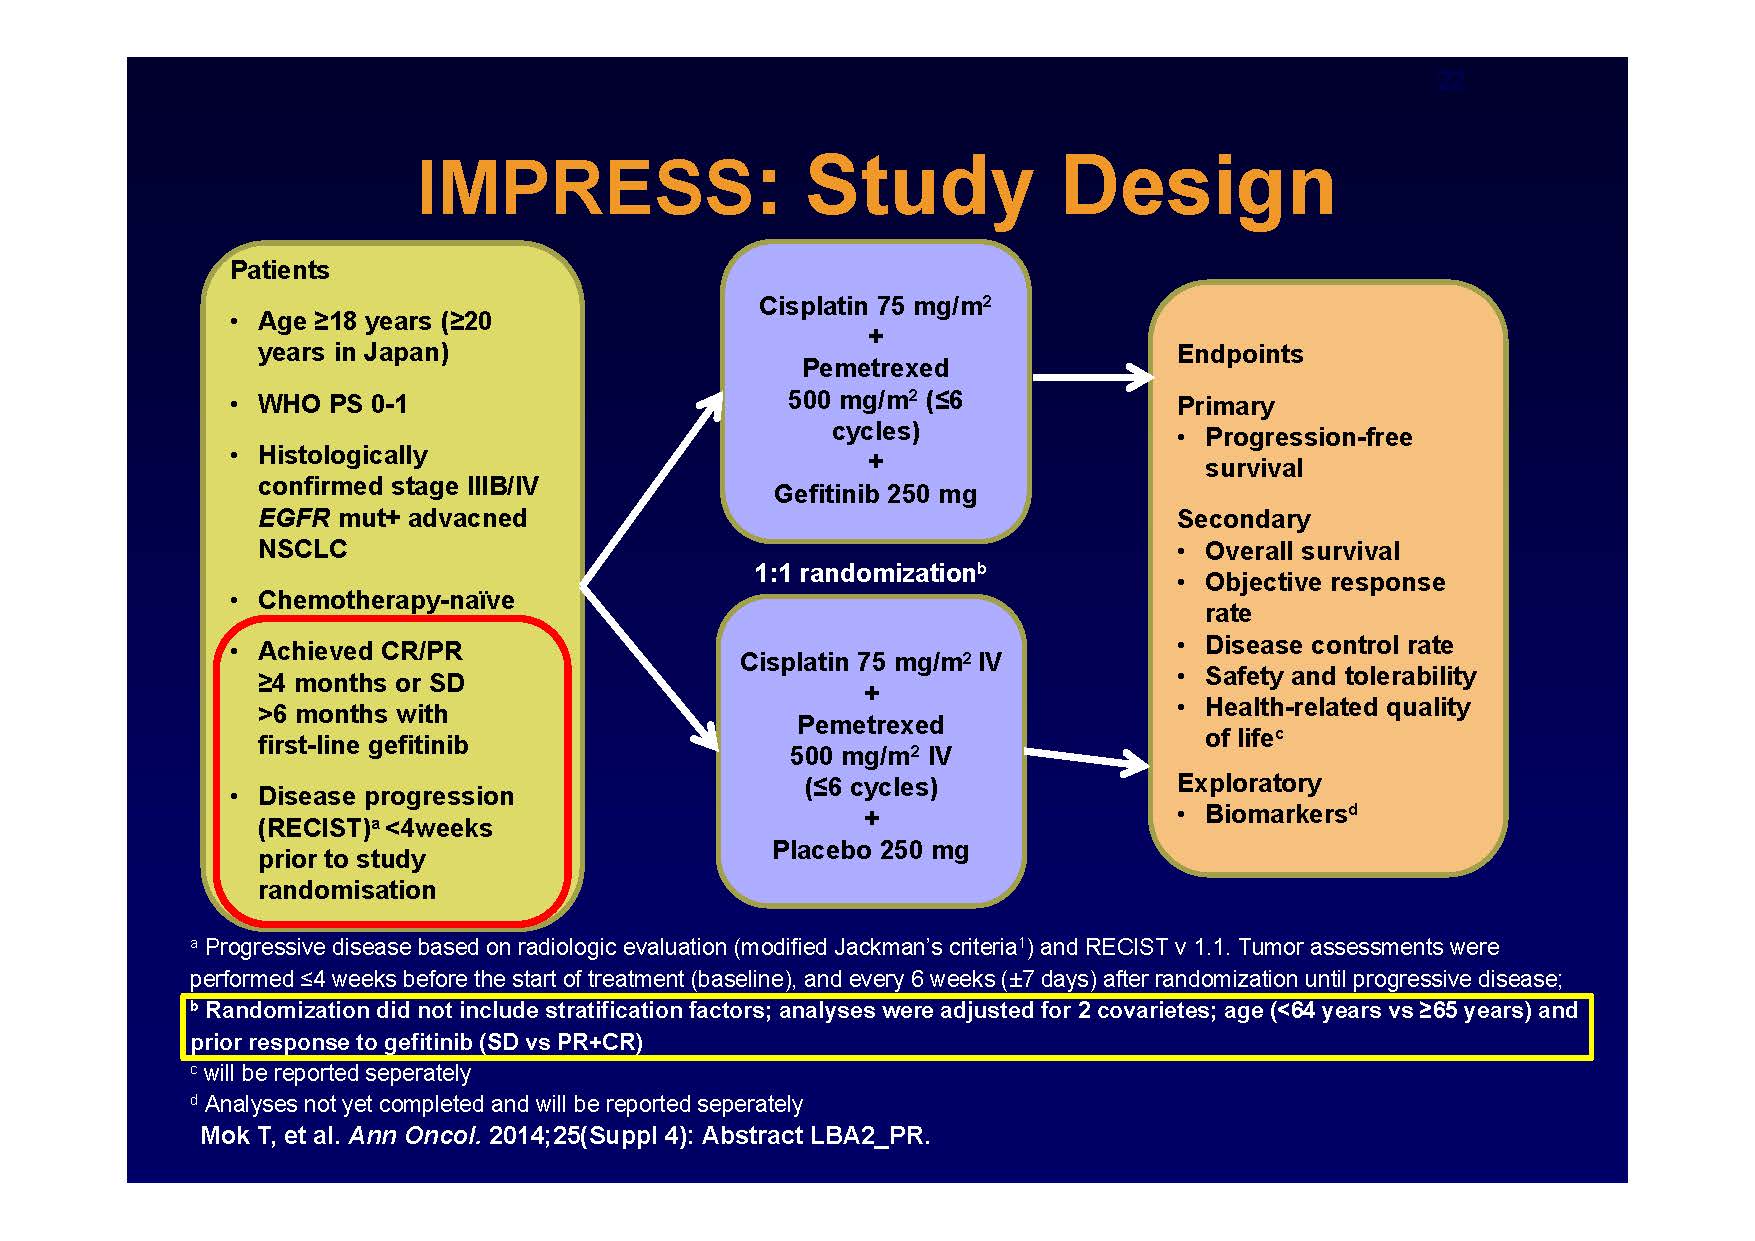 22
IMPRESS: Study Design
Patients
• Age ≥18 years (≥20
years in Japan)
• WHO PS 0-1
• Histologically
confirmed stage IIIB/IV
EGFR mut+ advacned
NSCLC
• Chemotherapy-naïve
• Achieved CR/PR
≥4 months or SD
>6 months with
first-line gefitinib
• Disease progression
(RECIST)ᵃ <4weeks
prior to study
randomisation
Cisplatin 75 mg/m²
+
Pemetrexed
500 mg/m² (≤6
cycles)
+
Gefitinib 250 mg
1:1 randomizationᵇ
Cisplatin 75 mg/m² IV
+
Pemetrexed
500 mg/m² IV
(≤6 cycles)
+
Placebo 250 mg
Endpoints
Primary
• Progression-free
survival
Secondary
• Overall survival
• Objective response
rate
• Disease control rate
• Safety and tolerability
• Health-related quality
of lifeᶜ
Exploratory
• Biomarkersᵈ
ᵃ Progressive disease based on radiologic evaluation (modified Jackman’s criteria¹) and RECIST v 1.1. Tumor assessments were
performed ≤4 weeks before the start of treatment (baseline), and every 6 weeks (±7 days) after randomization until progressive disease;
ᵇ Randomization did not include stratification factors; analyses were adjusted for 2 covarietes; age (<64 years vs ≥65 years) and
prior response to gefitinib (SD vs PR+CR)
ᶜ will be reported seperately
ᵈ Analyses not yet completed and will be reported seperately
Mok T, et al. Ann Oncol. 2014;25(Suppl 4): Abstract LBA2_PR.